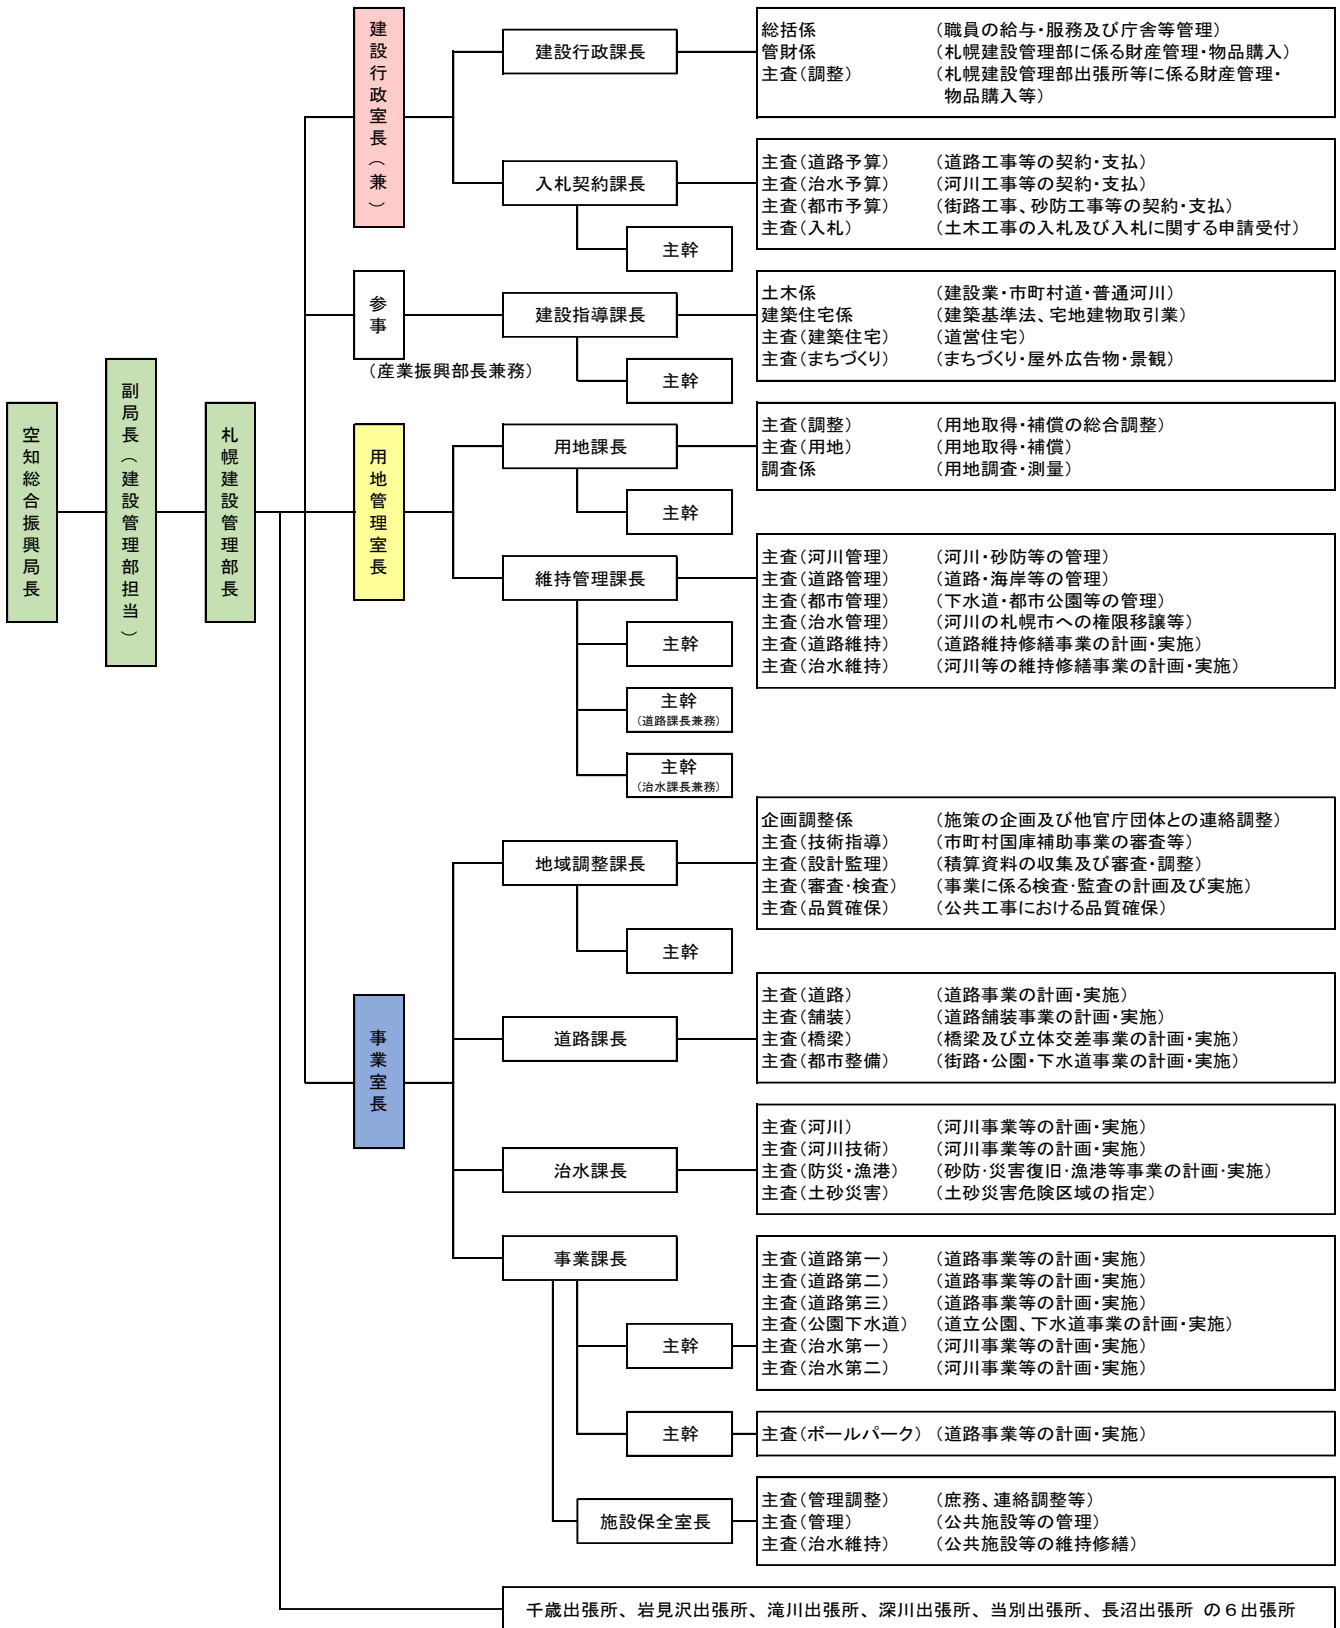 空知総合振興局長
副局長（建設管理部担当）
札幌建設管理部長
建設行政室長（兼）
建設行政課長
総括係　（職員の給与・服務及び庁舎等管理）
管財係　（札幌建設管理部に係る財産管理・物品購入）
主査（調整）　（札幌建設管理部出張所等に係る財産管理・
物品購入等）
入札契約課長
主査（道路予算）　（道路工事等の契約・支払）
主査（治水予算）　（河川工事等の契約・支払）
主査（都市予算）　（街路工事、砂防工事等の契約・支払）
主査（入札）　（土木工事の入札及び入札に関する申請受付）
主幹
参事
（産業振興部長兼務）
建設指導課長
土木係　（建設業・市町村道・普通河川）
建築住宅係　（建築基準法、宅地建物取引業）
主査（建築住宅）　（道営住宅）
主査（まちづくり）　（まちづくり・屋外広告物・景観）
主幹
用地管理室長
用地課長
主査（調整）　（用地取得・補償の総合調整）
主査（用地）　（用地取得・補償）
調査係　（用地調査・測量）
主幹
維持管理課長
主査（河川管理）　（河川・砂防等の管理）
主査（道路管理）　（道路・海岸等の管理）
主査（都市管理）　（下水道・都市公園等の管理）
主査（治水管理）　（河川の札幌市への権限移譲等）
主査（道路維持）　（道路維持修繕事業の計画・実施）
主査（治水維持）　（河川等の維持修繕事業の計画・実施）
主幹
主幹
（道路課長兼務）
主幹
（治水課長兼務）
事業室長
地域調整課長
企画調整係　（施策の企画及び他官庁団体との連絡調整）
主査（技術指導）　（市町村国庫補助事業の審査等）
主査（設計監理）　（積算資料の収集及び審査・調整）
主査（審査・検査）　（事業に係る検査・監査の計画及び実施）
主査（品質確保）　（公共工事における品質確保）
主幹
道路課長
主査（道路）　（道路事業の計画・実施）
主査（舗装）　（道路舗装事業の計画・実施）
主査（橋梁）　（橋梁及び立体交差事業の計画・実施）
主査（都市整備）　（街路・公園・下水道事業の計画・実施）
治水課長
主査（河川）　（河川事業等の計画・実施）
主査（河川技術）　（河川事業等の計画・実施）
主査（防災・漁港）　（砂防・災害復旧・漁港等事業の計画・実施）
主査（土砂災害）　（土砂災害危険区域の指定）
事業課長
主幹
主査（道路第一）　（道路事業等の計画・実施）
主査（道路第二）　（道路事業等の計画・実施）
主査（道路第三）　（道路事業等の計画・実施）
主査（公園下水道）　（道立公園、下水道事業の計画・実施）
主査（治水第一）　（河川事業等の計画・実施）
主査（治水第二）　（河川事業等の計画・実施）
主幹
主査（ボールパーク）　（道路事業等の計画・実施）
施設保全室長
主査（管理調整）　（庶務、連絡調整等）
主査（管理）　（公共施設等の管理）
主査（治水維持）　（公共施設等の維持修繕）
千歳出張所、岩見沢出張所、滝川出張所、深川出張所、当別出張所、長沼出張所 の６出張所